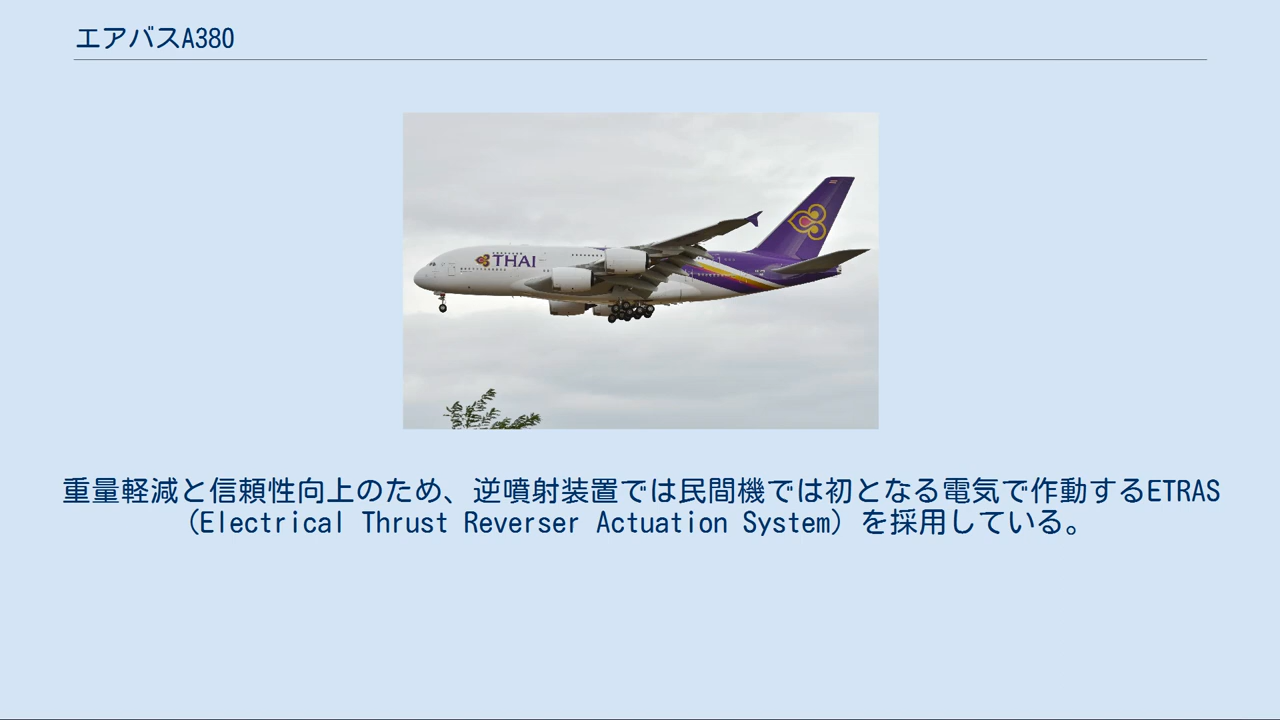 エアバスA380
THAI
重量軽減と信頼性向上のため、逆噴射装置では民間機では初となる電気で作動するETRAS
（Electrical Thrust Reverser Actuation System）を採用している。